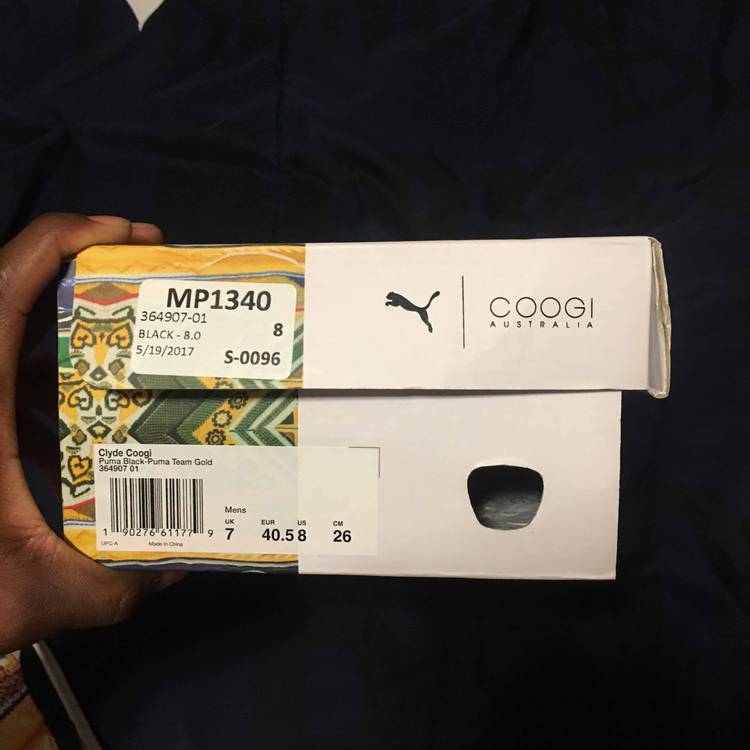 MP1340
364907-01
8
BLACK - 8.0
5/19/2017
S-0096
COOGI
AUSTRALIA
Clyde Coogi
Puma Black-Puma Team Gold
364907 01
1 90276 61177 9
UPC-A
Made in China
Mens
UK EUR US CM
7 40.5 8 26